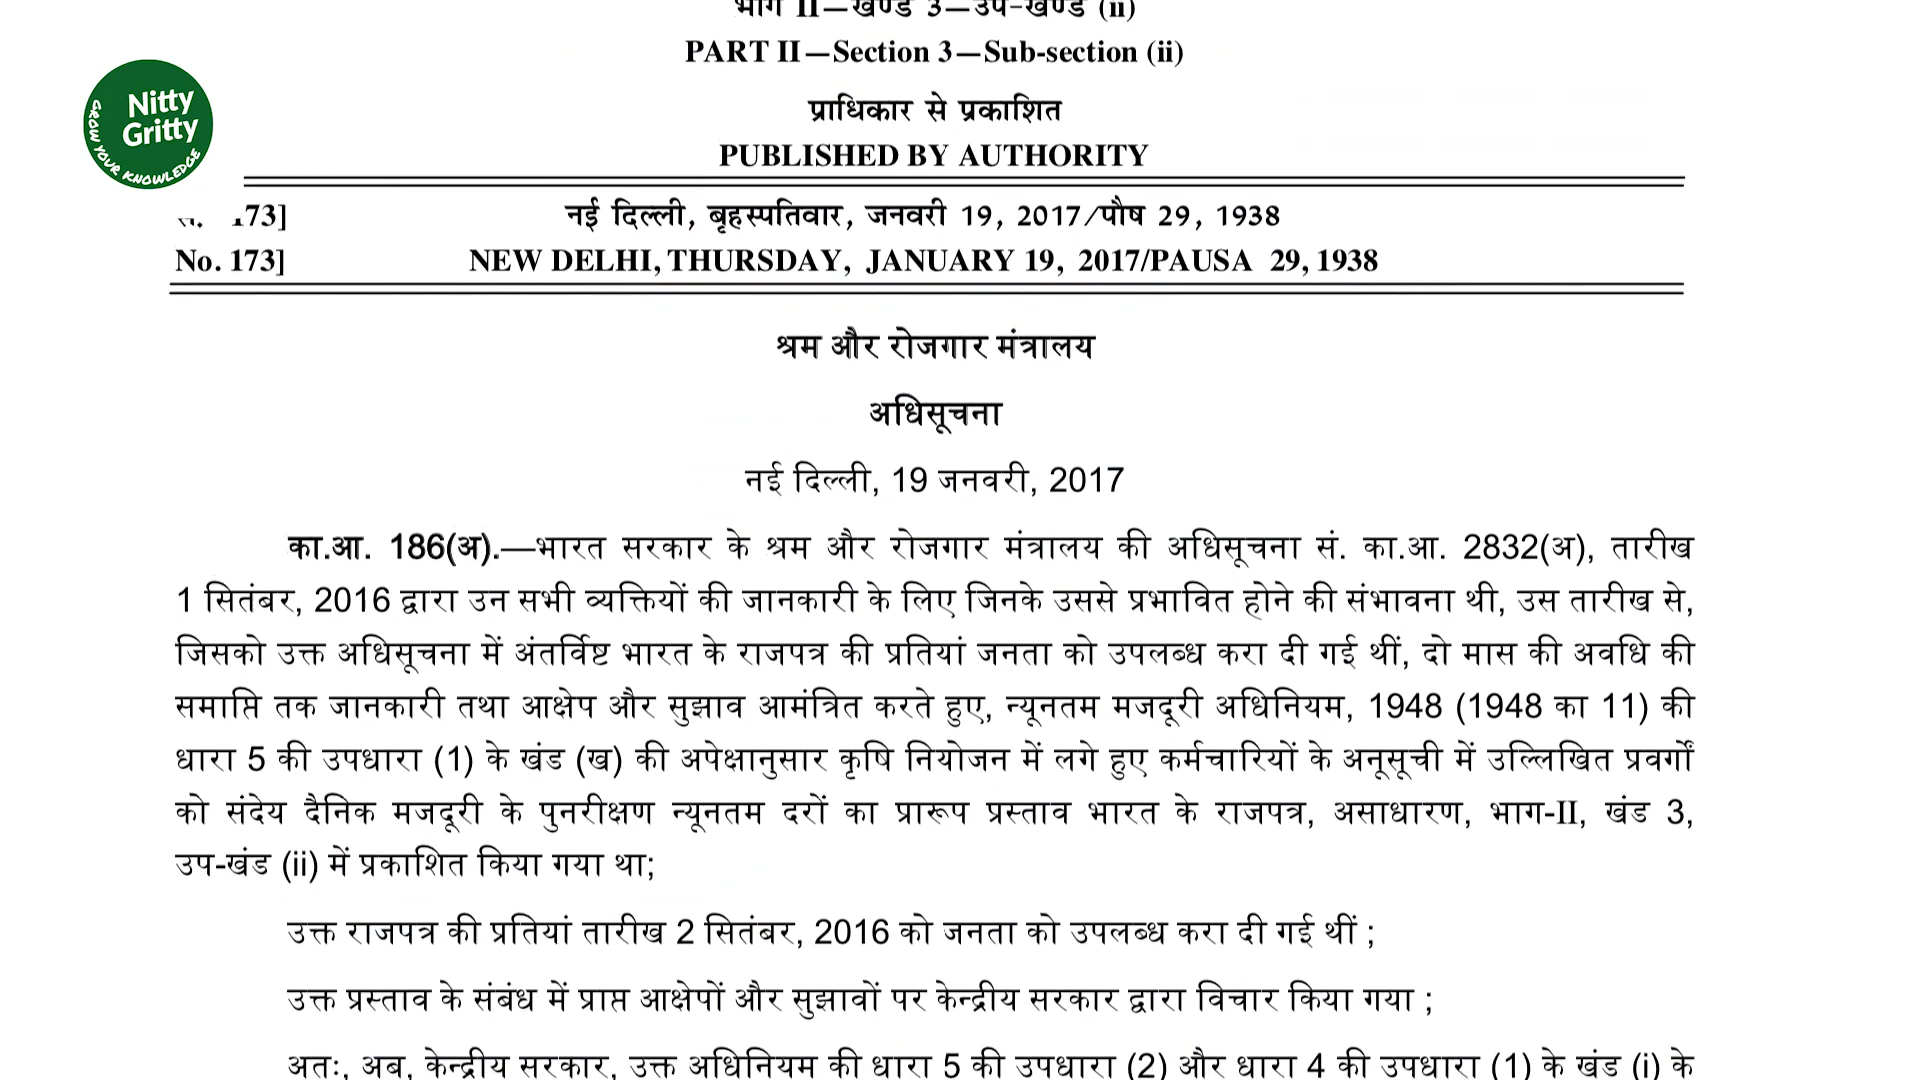 भाग II—खण्ड 3—उप-खण्ड (ii)
PART II—Section 3—Sub-section (ii)
Nitty
Gritty
GROW YOUR KNOWLEDGE
प्राधिकार से प्रकाशित
PUBLISHED BY AUTHORITY
173] नई दिल्ली, बृहस्पतिवार, जनवरी 19, 2017/पौष 29, 1938
No. 173] NEW DELHI, THURSDAY, JANUARY 19, 2017/PAUSA 29, 1938
श्रम और रोजगार मंत्रालय
अधिसूचना
नई दिल्ली, 19 जनवरी, 2017
का.आ. 186(अ).—भारत सरकार के श्रम और रोजगार मंत्रालय की अधिसूचना सं. का.आ. 2832(अ), तारीख
1 सितंबर, 2016 द्वारा उन सभी व्यक्तियों की जानकारी के लिए जिनके उससे प्रभावित होने की संभावना थी, उस तारीख से,
जिसको उक्त अधिसूचना में अंतर्विष्ट भारत के राजपत्र की प्रतियां जनता को उपलब्ध करा दी गई थीं, दो मास की अवधि की
समाप्ति तक जानकारी तथा आक्षेप और सुझाव आमंत्रित करते हुए, न्यूनतम मजदूरी अधिनियम, 1948 (1948 का 11) की
धारा 5 की उपधारा (1) के खंड (ख) की अपेक्षानुसार कृषि नियोजन में लगे हुए कर्मचारियों के अनूसूची में उल्लिखित प्रवर्गों
को संदेय दैनिक मजदूरी के पुनरीक्षण न्यूनतम दरों का प्रारूप प्रस्ताव भारत के राजपत्र, असाधारण, भाग-II, खंड 3,
उप-खंड (ii) में प्रकाशित किया गया था;
उक्त राजपत्र की प्रतियां तारीख 2 सितंबर, 2016 को जनता को उपलब्ध करा दी गई थीं ;
उक्त प्रस्ताव के संबंध में प्राप्त आक्षेपों और सुझावों पर केन्द्रीय सरकार द्वारा विचार किया गया ;
अतः, अब, केन्द्रीय सरकार, उक्त अधिनियम की धारा 5 की उपधारा (2) और धारा 4 की उपधारा (1) के खंड (i) के